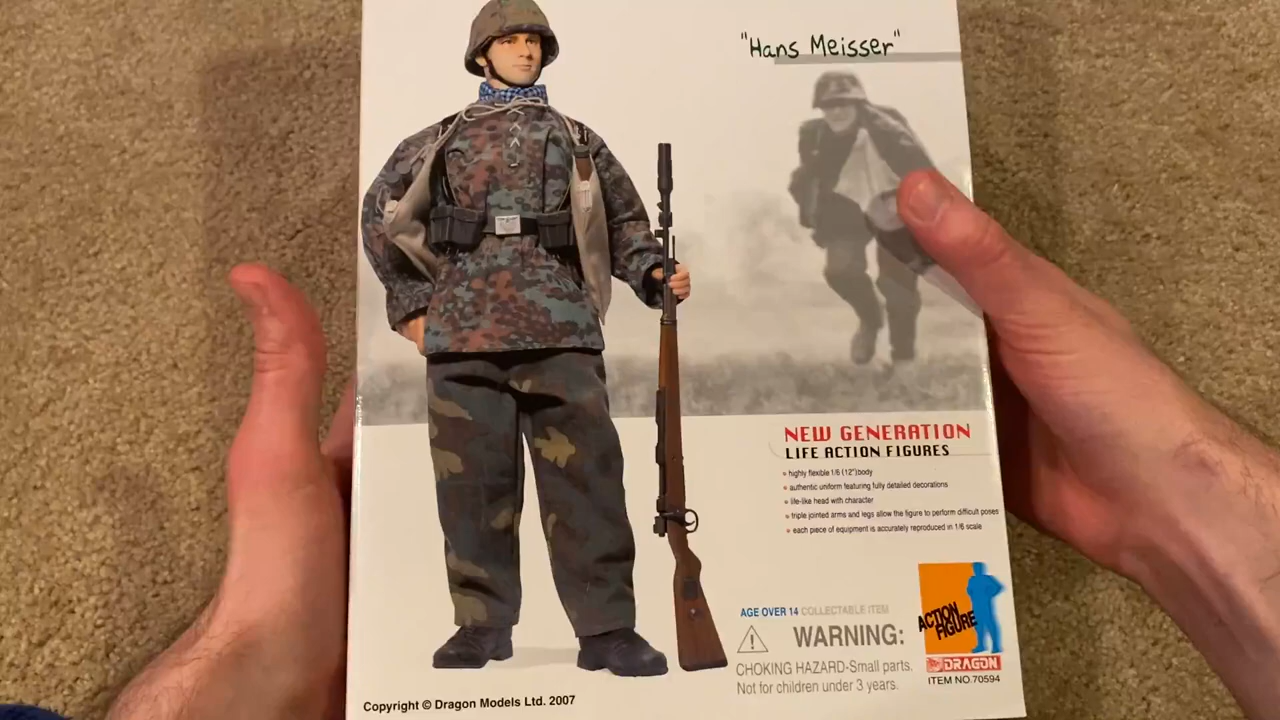 "Hans Meisser"
NEW GENERATION
LIFE ACTION FIGURES
highly flexible 1/6 (12")body
authentic uniform featuring fully detailed decorations
life-like head with character
triple jointed arms and legs allow the figure to perform difficult poses
each piece of equipment is accurately reproduced in 1/6 scale
AGE OVER 14 COLLECTABLE ITEM
WARNING:
CHOKING HAZARD-Small parts.
Not for children under 3 years.
ACTION
FIGURE
DRAGON
ITEM NO.70594
Copyright © Dragon Models Ltd. 2007